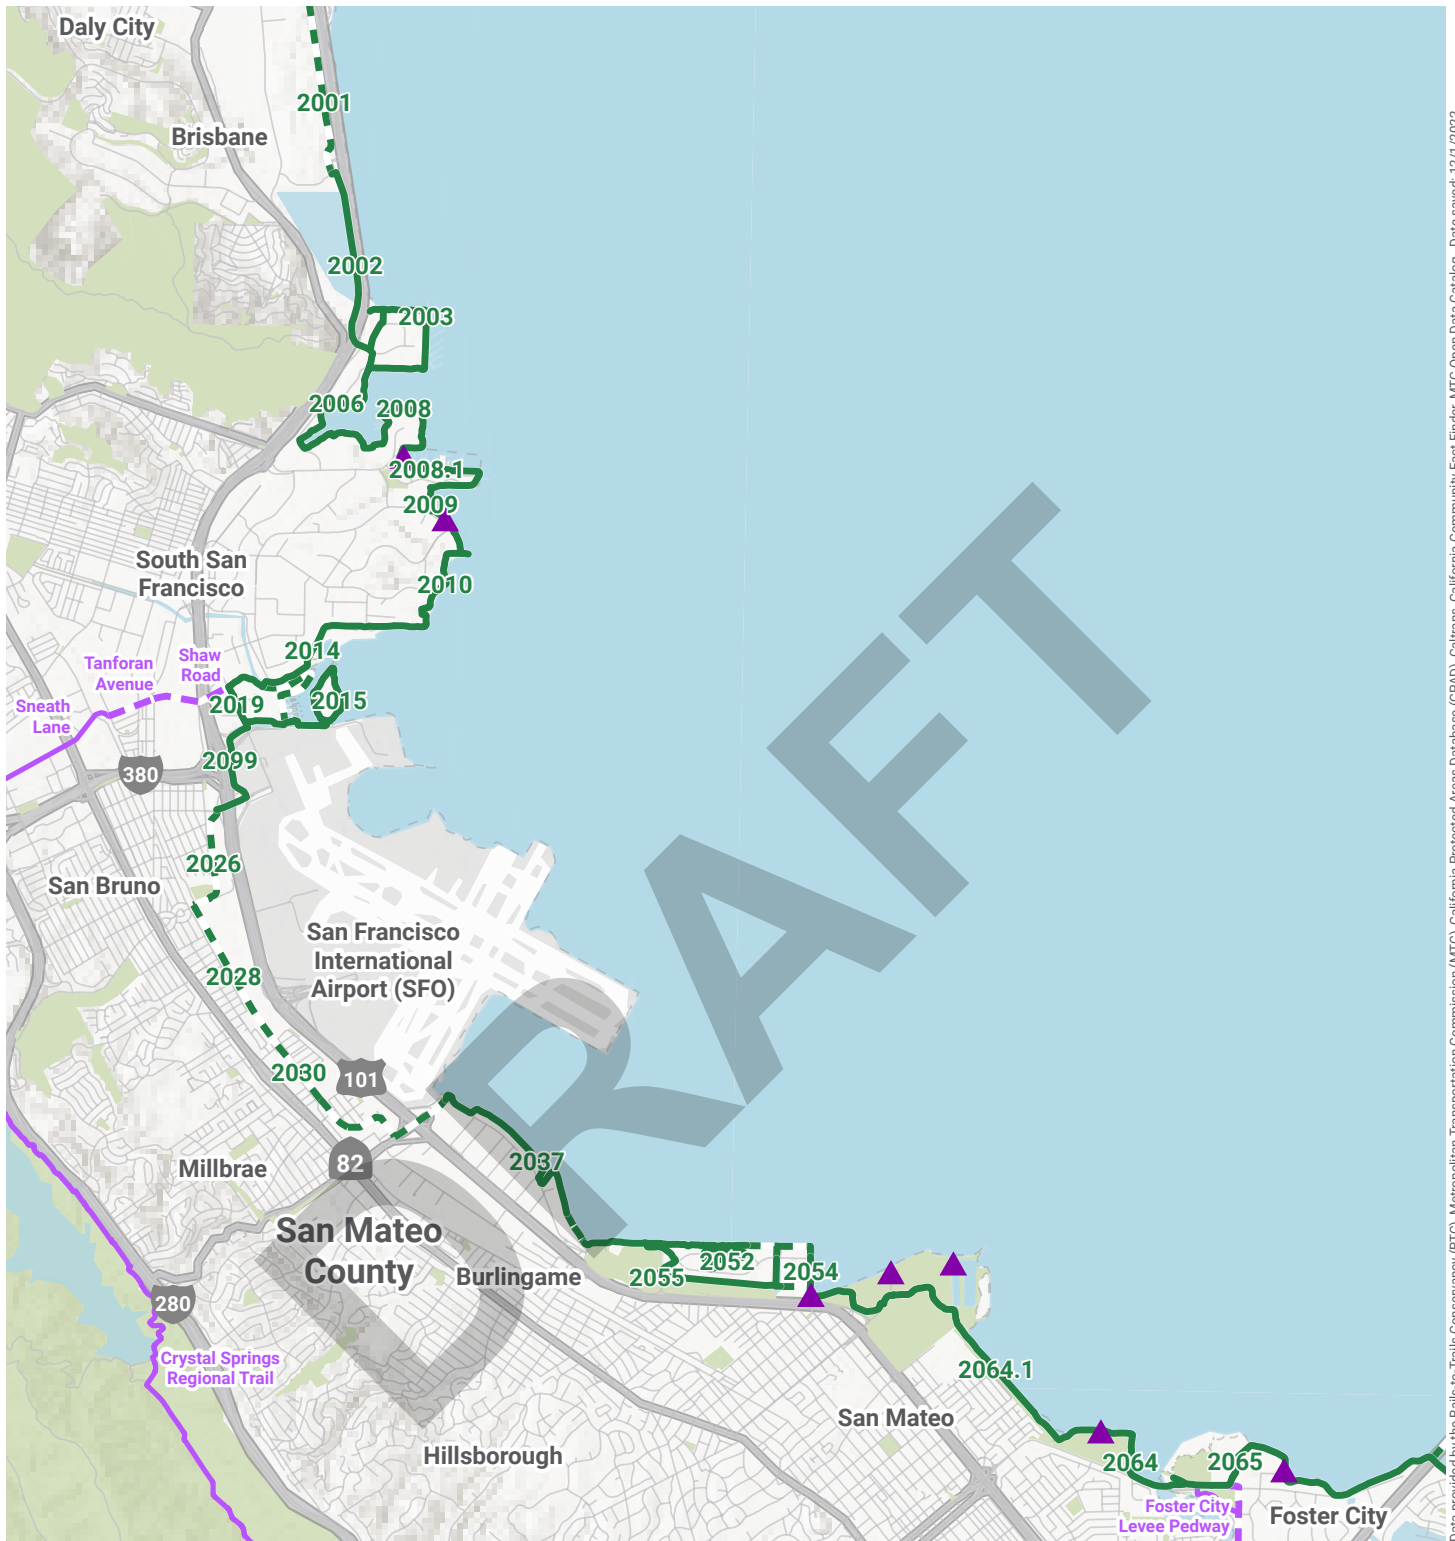 Daly City
2001
Brisbane
2002
2003
2006
2008
2008.1
2009
South San
Francisco
2010
2014
Shaw
Road
Tanforan
Avenue
Sneath
Lane
2019
2015
2099
380
2026
San Bruno
San Francisco
International
Airport (SFO)
2028
2030
101
2037
82
Millbrae
San Mateo
County
Burlingame
2052
2055
2054
280
Crystal Springs
Regional Trail
2064.1
San Mateo
Hillsborough
2064
2065
Foster City
Levee Pedway
Foster City
DRAFT